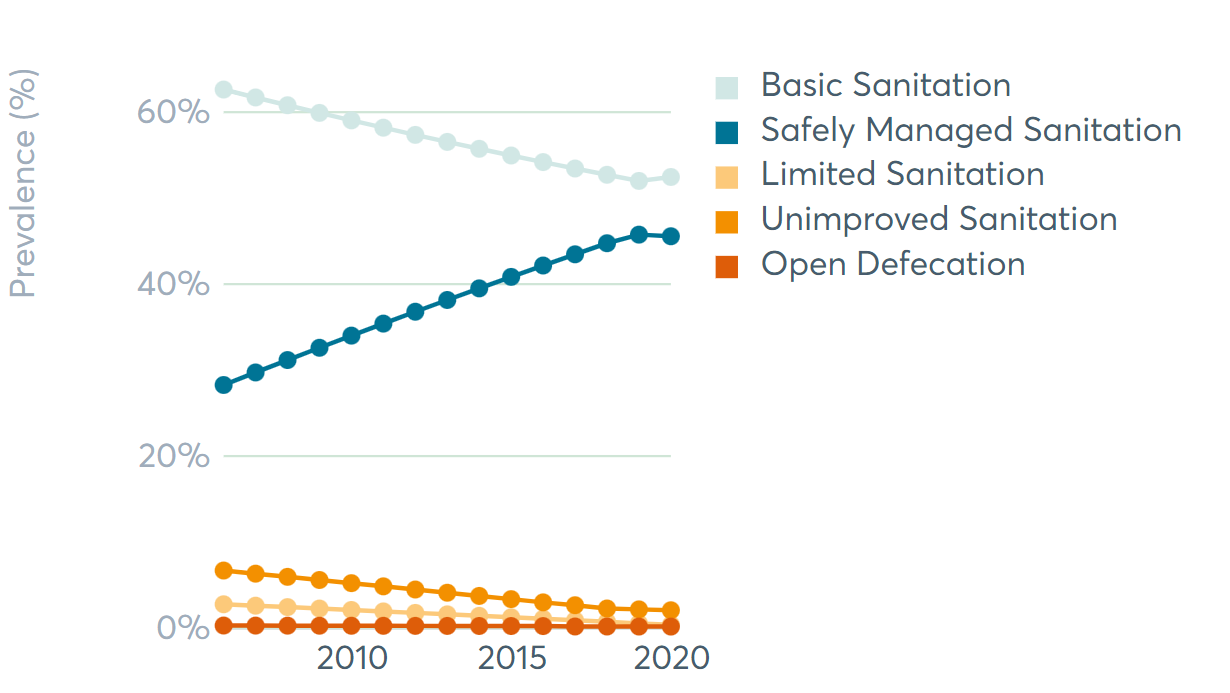 Prevalence (%)
60%
40%
20%
0%
2010
2015
2020
Basic Sanitation
Safely Managed Sanitation
Limited Sanitation
Unimproved Sanitation
Open Defecation